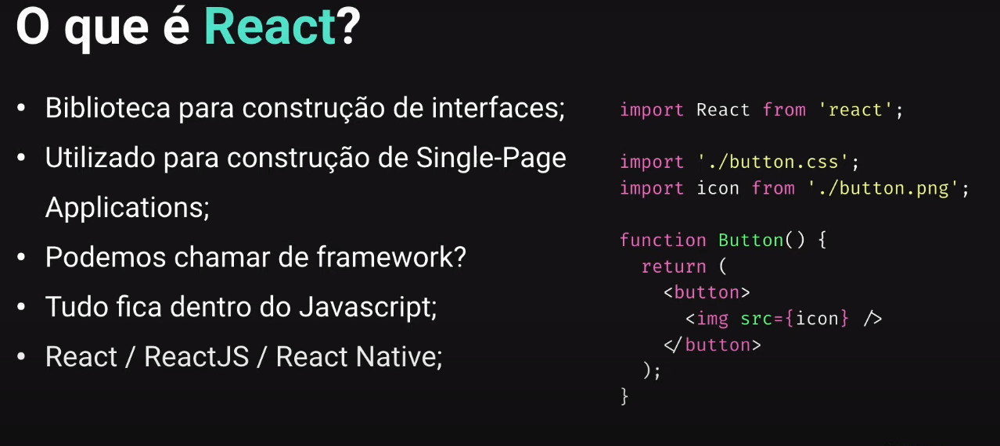 O que é React?
• Biblioteca para construção de interfaces;
• Utilizado para construção de Single-Page
Applications;
• Podemos chamar de framework?
• Tudo fica dentro do Javascript;
• React / ReactJS / React Native;
import React from 'react';
import './button.css';
import icon from './button.png';
function Button() {
return (
<button>
<img src={icon} />
</button>
);
}